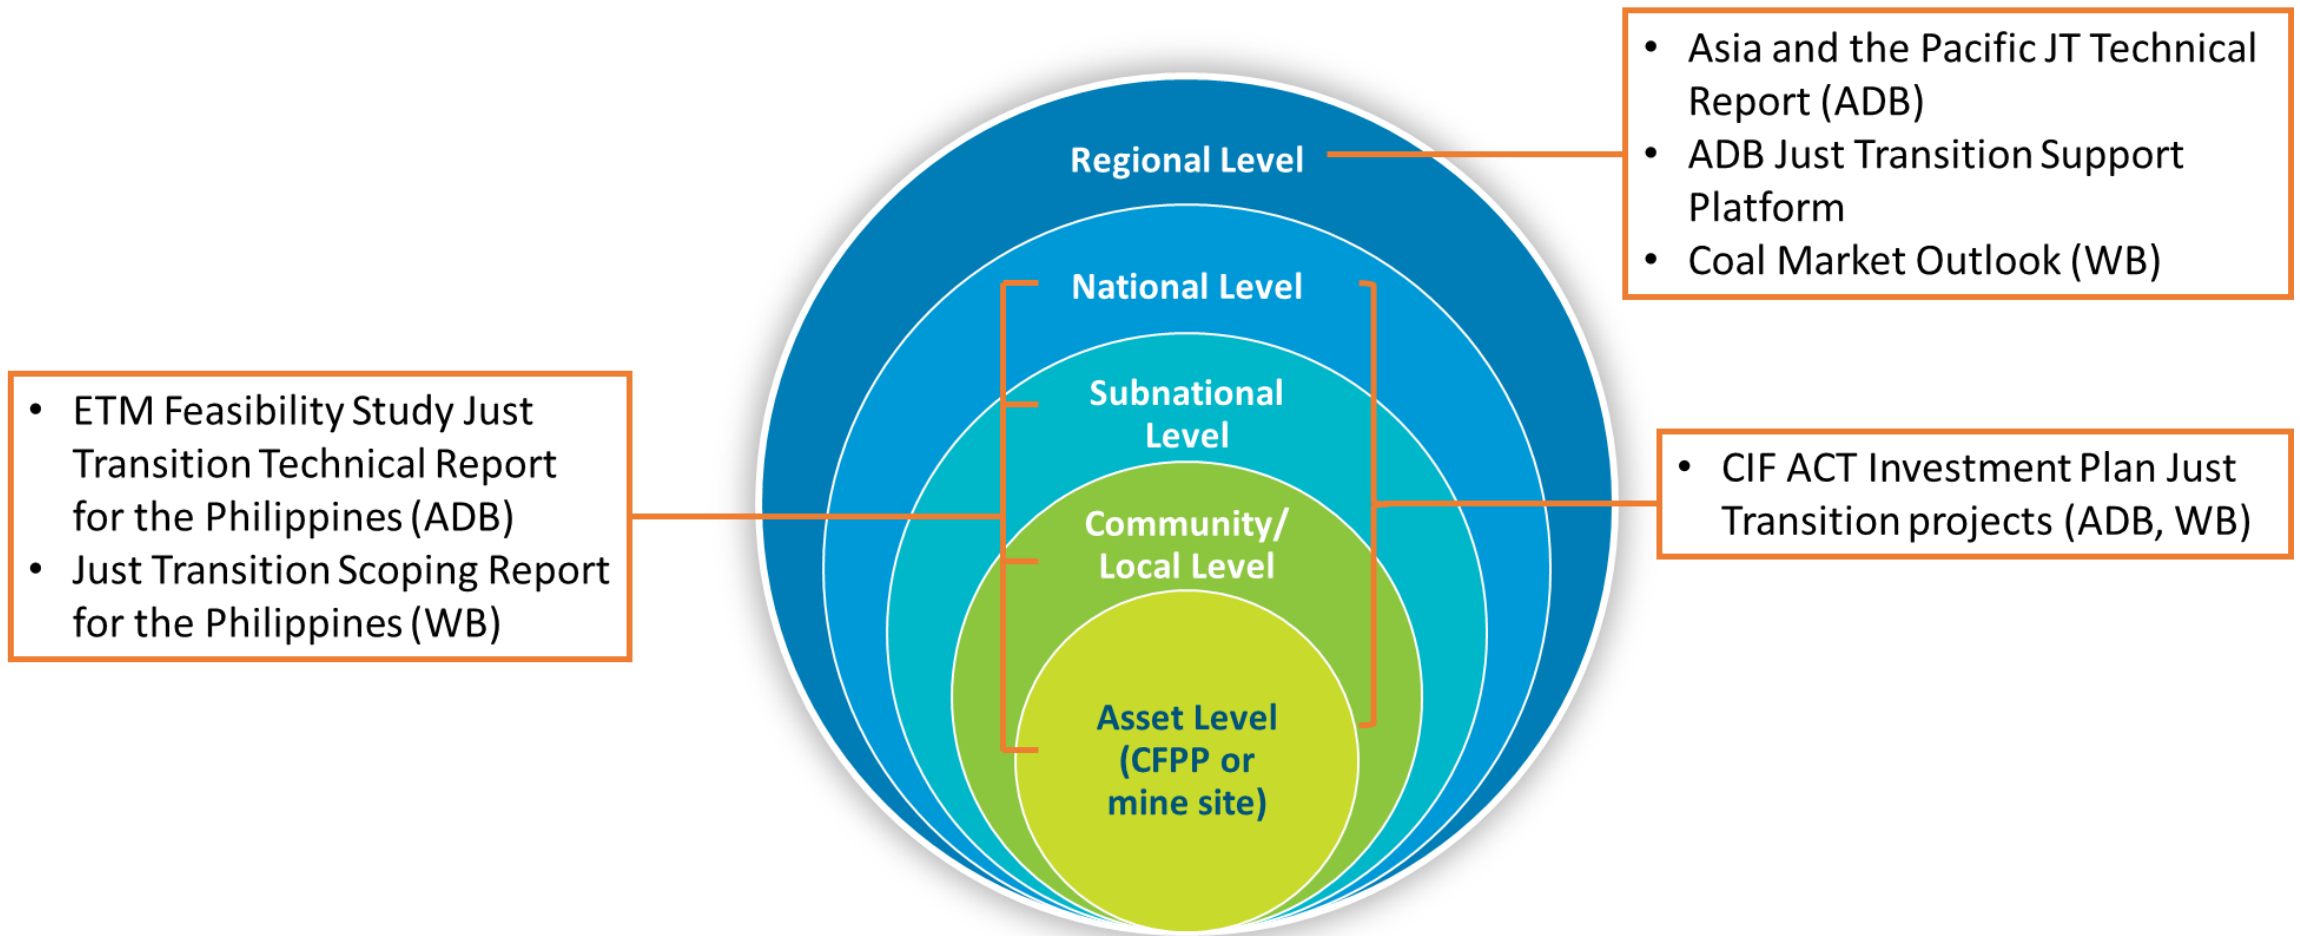 • Asia and the Pacific JT Technical
Report (ADB)
• ADB Just Transition Support
Platform
• Coal Market Outlook (WB)
Regional Level
National Level
Subnational
Level
Community/
Local Level
Asset Level
(CFPP or
mine site)
• ETM Feasibility Study Just
Transition Technical Report
for the Philippines (ADB)
• Just Transition Scoping Report
for the Philippines (WB)
• CIF ACT Investment Plan Just
Transition projects (ADB, WB)